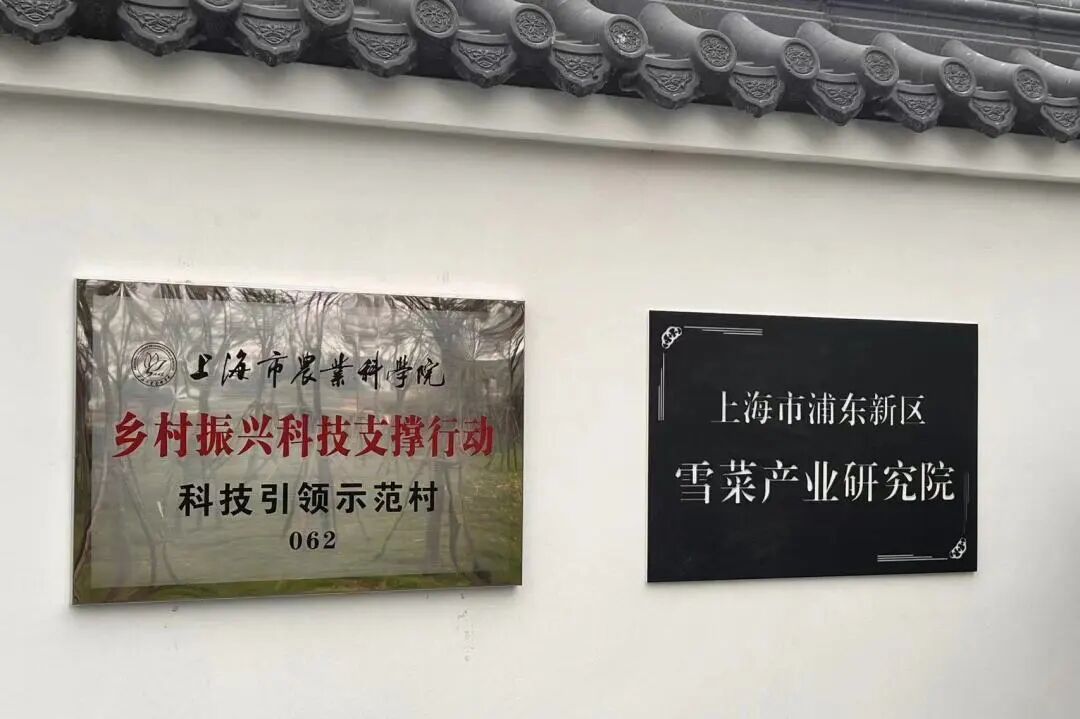 上海市农業科学院
乡村振兴科技支撑行动
科技引领示范村
062
上海市浦东新区
雪菜产业研究院